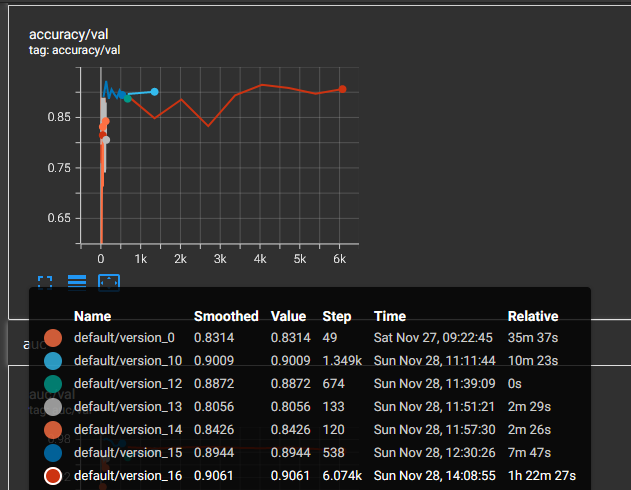 accuracy/val
tag: accuracy/val
0.85
0.75
0.65
0 1k 2k 3k 4k 5k 6k
Name Smoothed Value Step Time Relative
default/version_0 0.8314 0.8314 49 Sat Nov 27, 09:22:45 35m 37s
default/version_10 0.9009 0.9009 1.349k Sun Nov 28, 11:11:44 10m 23s
default/version_12 0.8872 0.8872 674 Sun Nov 28, 11:39:09 0s
default/version_13 0.8056 0.8056 133 Sun Nov 28, 11:51:21 2m 29s
default/version_14 0.8426 0.8426 120 Sun Nov 28, 11:57:30 2m 26s
default/version_15 0.8944 0.8944 538 Sun Nov 28, 12:30:26 7m 47s
default/version_16 0.9061 0.9061 6.074k Sun Nov 28, 14:08:55 1h 22m 27s
auc/val
0.98